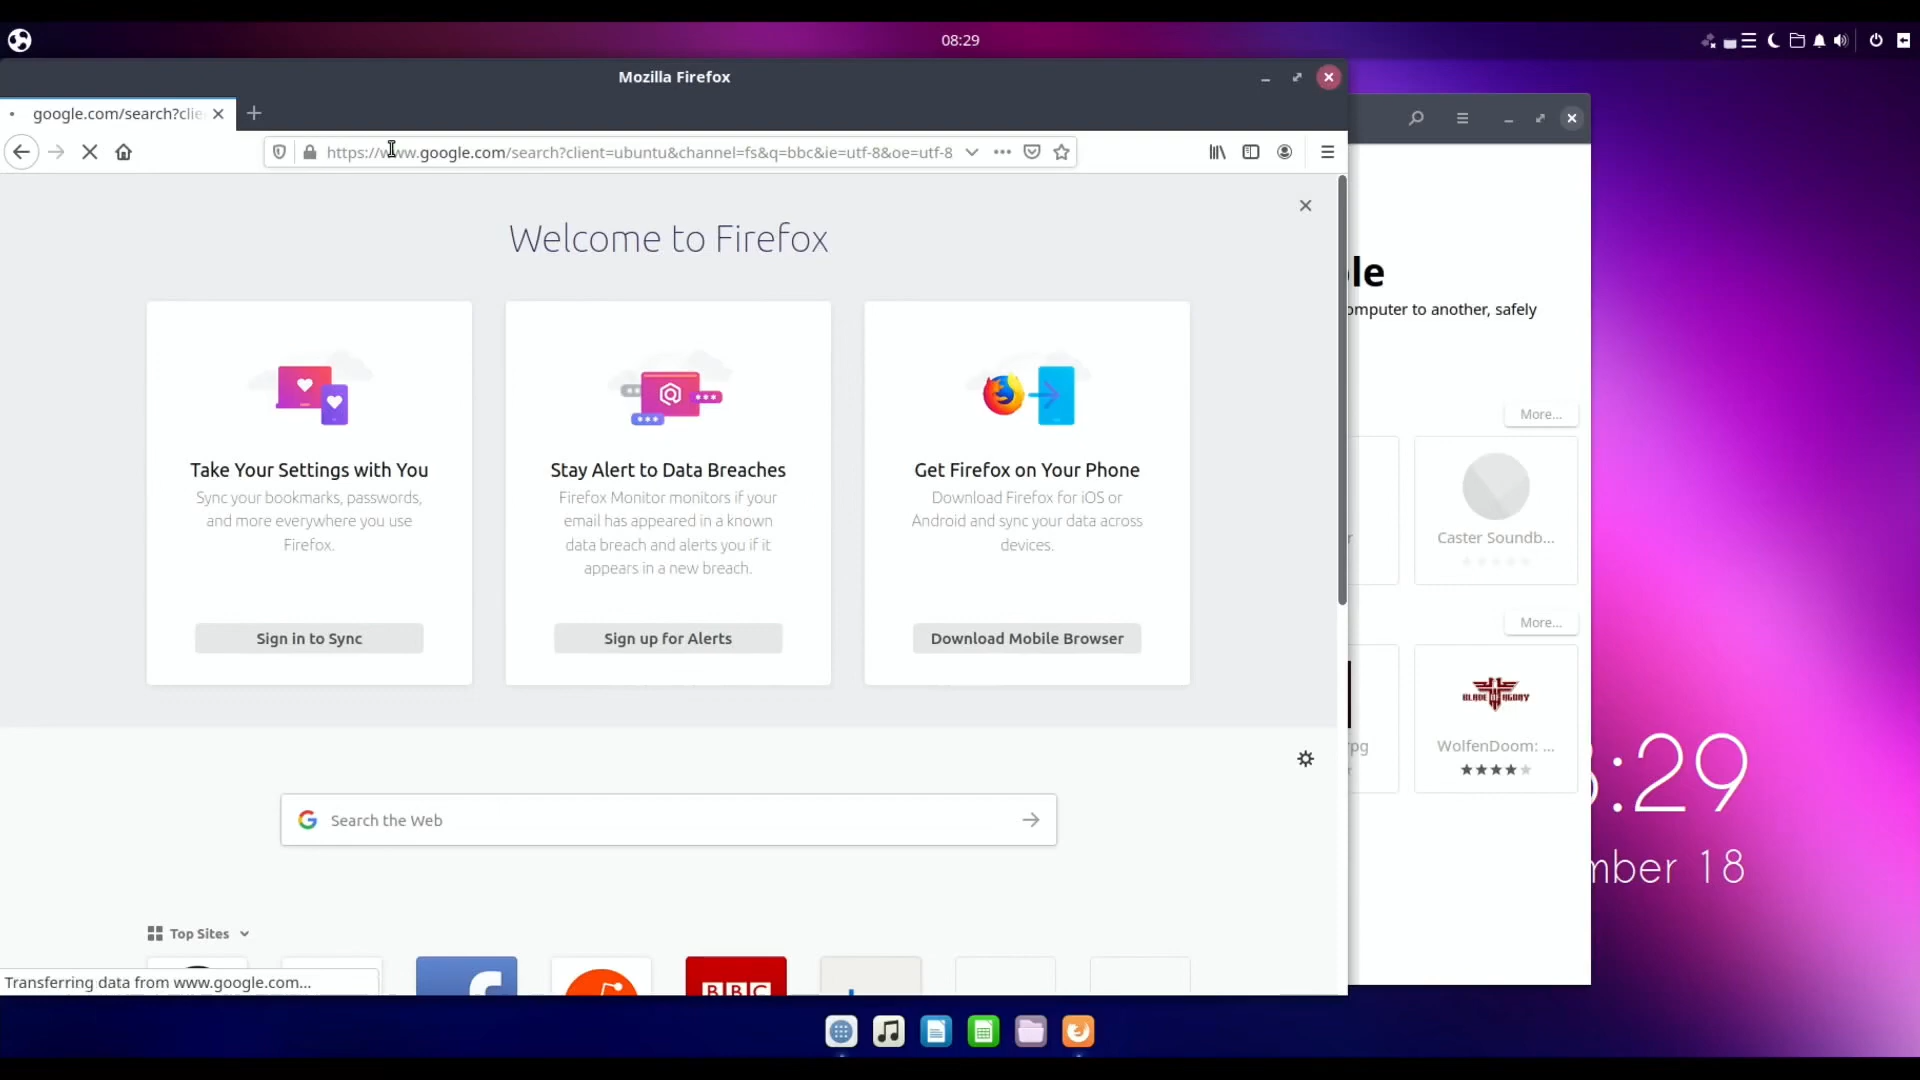 08:29
Mozilla Firefox
google.com/search?clie
https://www.google.com/search?client=ubuntu&channel=fs&q=bbc&ie=utf-8&oe=utf-8
Welcome to Firefox
Take Your Settings with You
Sync your bookmarks, passwords,
and more everywhere you use
Firefox.
Sign in to Sync
Stay Alert to Data Breaches
Firefox Monitor monitors if your
email has appeared in a known
data breach and alerts you if it
appears in a new breach.
Sign up for Alerts
Get Firefox on Your Phone
Download Firefox for iOS or
Android and sync your data across
devices.
Download Mobile Browser
Search the Web
Top Sites
BBC
Transferring data from www.google.com...
le
omputer to another, safely
More...
r
Caster Soundb...
More...
rpg
BLADE OF AGONY
WolfenDoom: ...
:29
mber 18